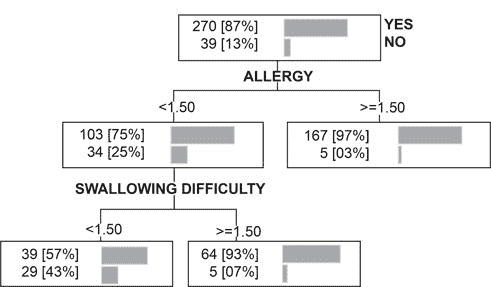 270 [87%] YES
39 [13%] NO
ALLERGY
<1.50 >=1.50
103 [75%] 167 [97%]
34 [25%] 5 [03%]
SWALLOWING DIFFICULTY
<1.50 >=1.50
39 [57%] 64 [93%]
29 [43%] 5 [07%]